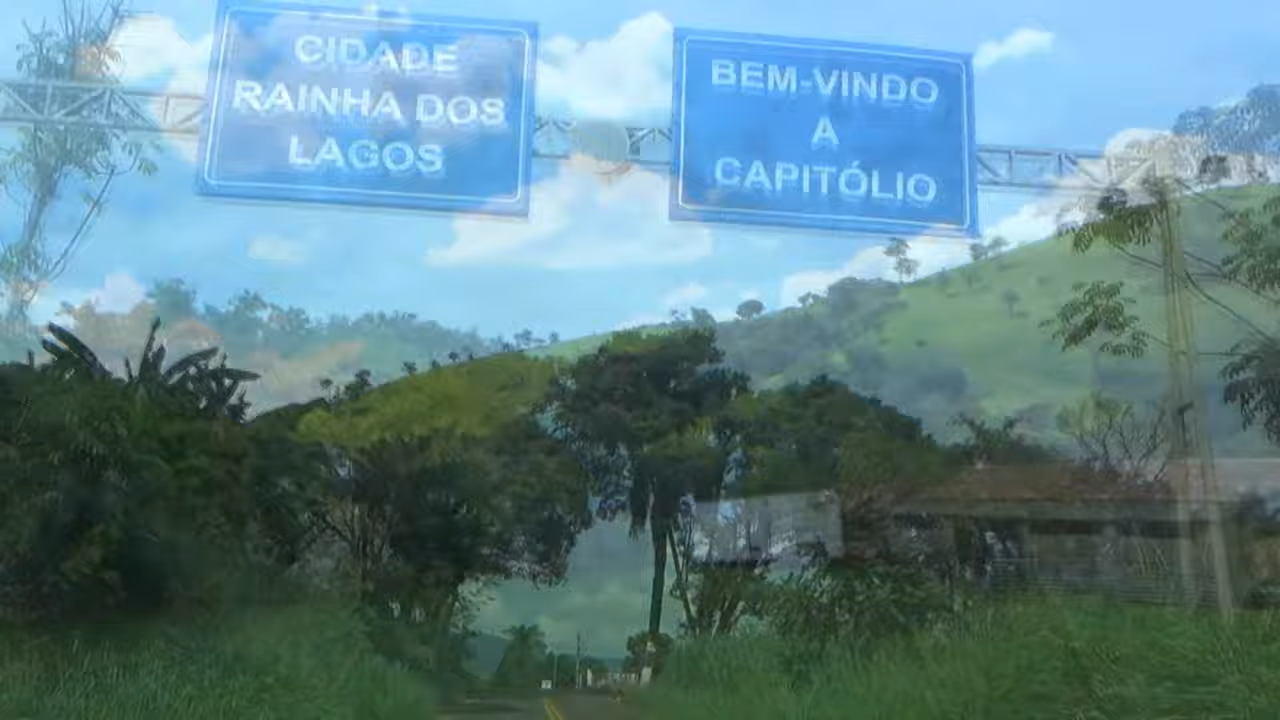 CIDADE
RAINHA DOS
LAGOS
BEM-VINDO
A
CAPITÓLIO